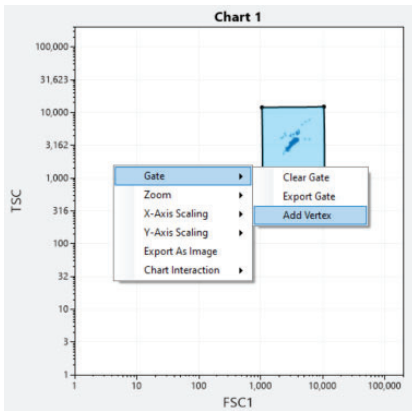 Chart 1
100,000
31,623
10,000
3,162
1,000
316
100
32
10
3
1
TSC
Gate
Zoom
X-Axis Scaling
Y-Axis Scaling
Export As Image
Chart Interaction
Clear Gate
Export Gate
Add Vertex
1
10
100
1,000
10,000
100,000
FSC1